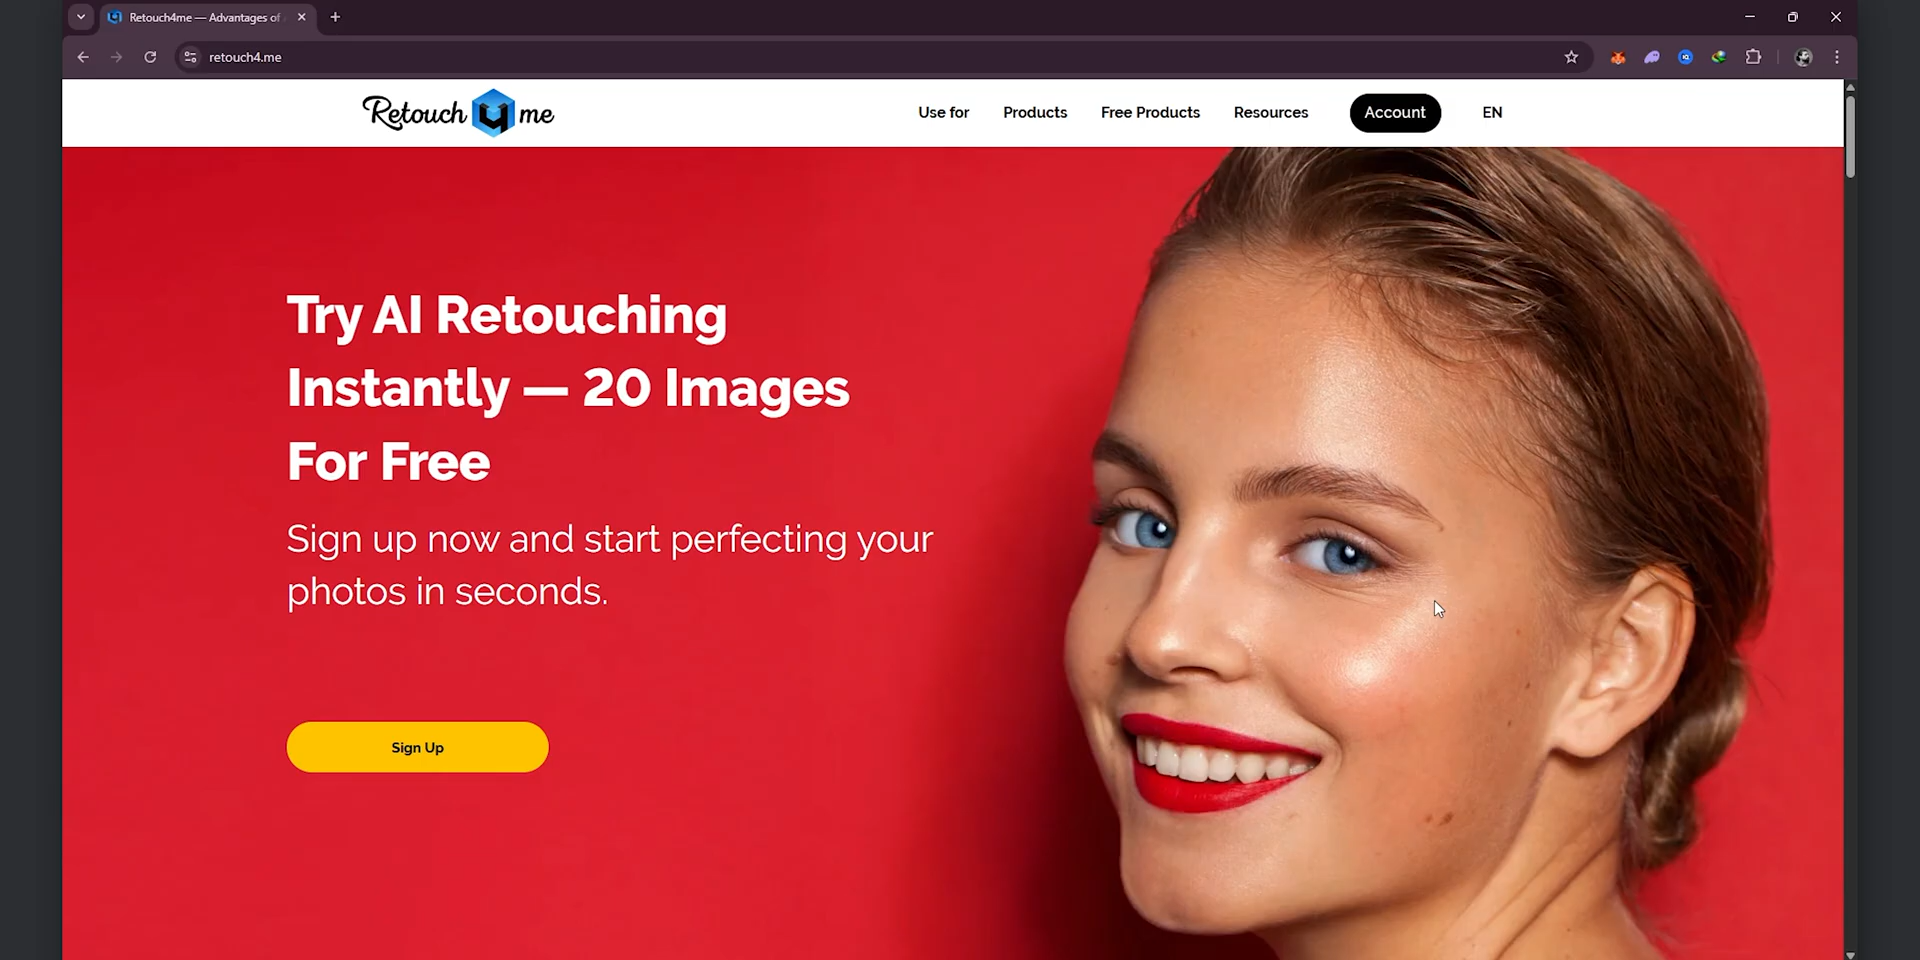 Retouch4me — Advantages of
retouch4.me
Retouch 4 me
Use for
Products
Free Products
Resources
Account
EN
Try AI Retouching
Instantly — 20 Images
For Free
Sign up now and start perfecting your
photos in seconds.
Sign Up